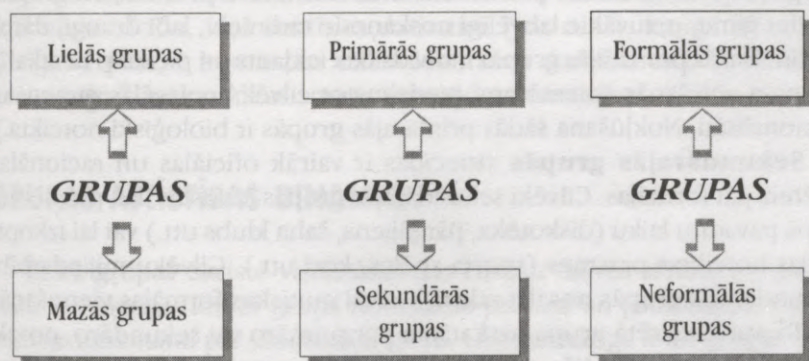 Lielās grupas
Primārās grupas
Formālās grupas
GRUPAS
GRUPAS
GRUPAS
Mazās grupas
Sekundārās
grupas
Neformālās
grupas